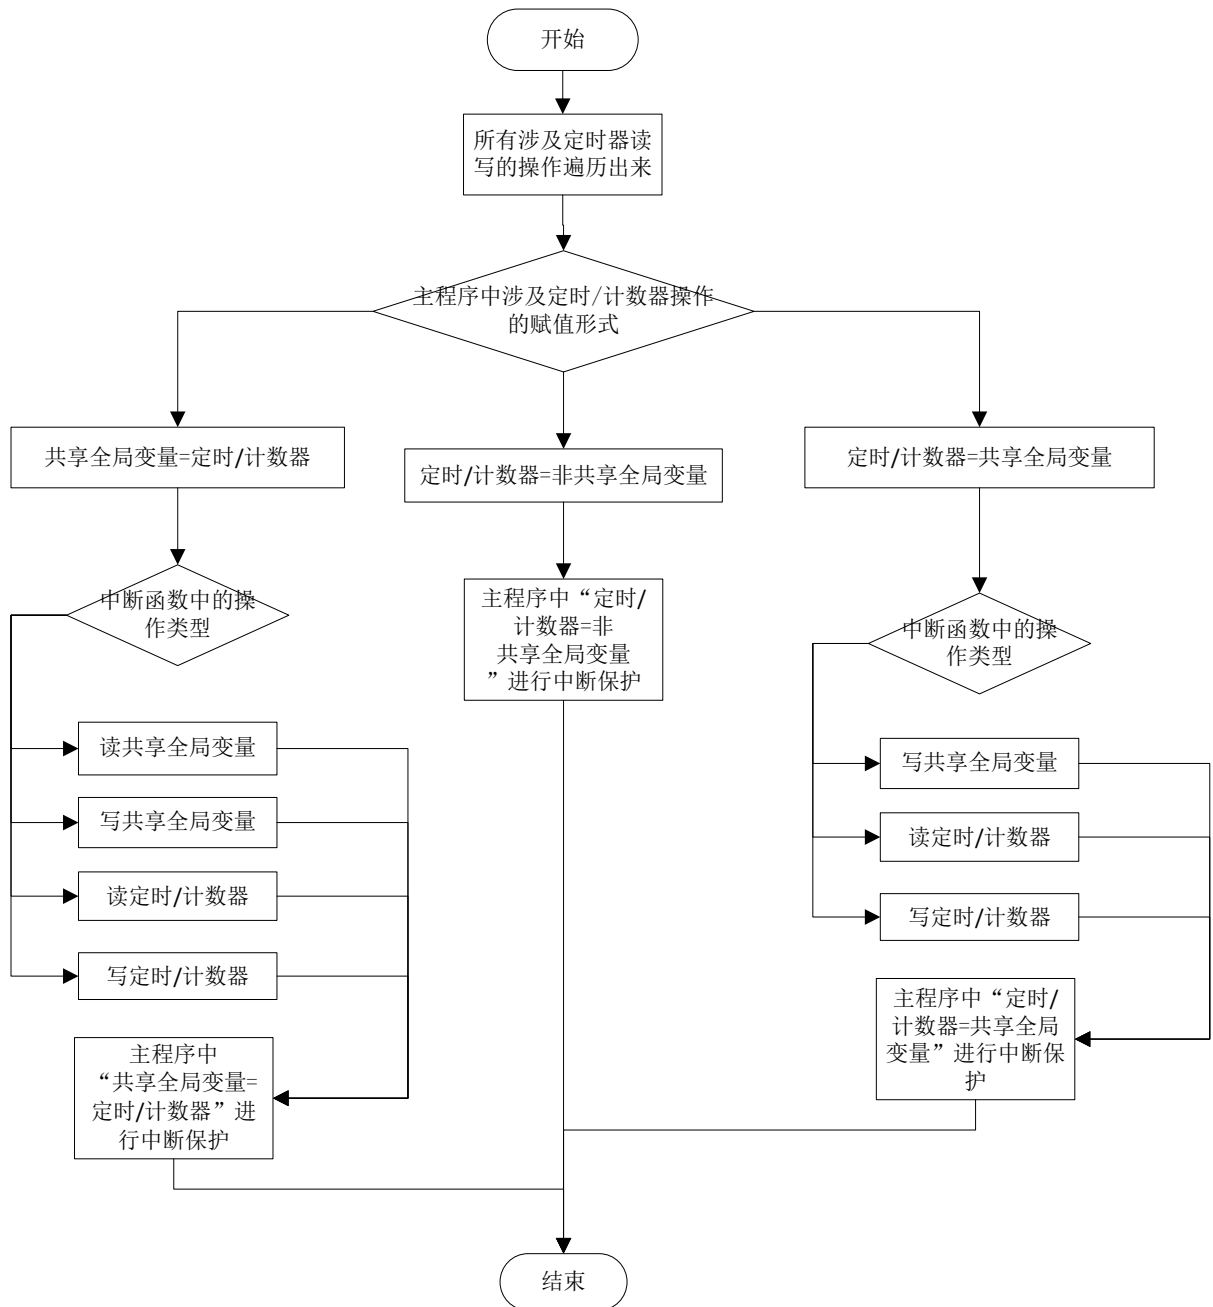 开始
所有涉及定时器读
写的操作遍历出来
主程序中涉及定时/计数器操作
的赋值形式
共享全局变量=定时/计数器
定时/计数器=非共享全局变量
定时/计数器=共享全局变量
中断函数中的操
作类型
主程序中“定时/
计数器=非
共享全局变量
”进行中断保护
中断函数中的操
作类型
读共享全局变量
写共享全局变量
读定时/计数器
写定时/计数器
写共享全局变量
读定时/计数器
写定时/计数器
主程序中
“共享全局变量=
定时/计数器”进
行中断保护
主程序中“定时/
计数器=共享全局
变量”进行中断保
护
结束